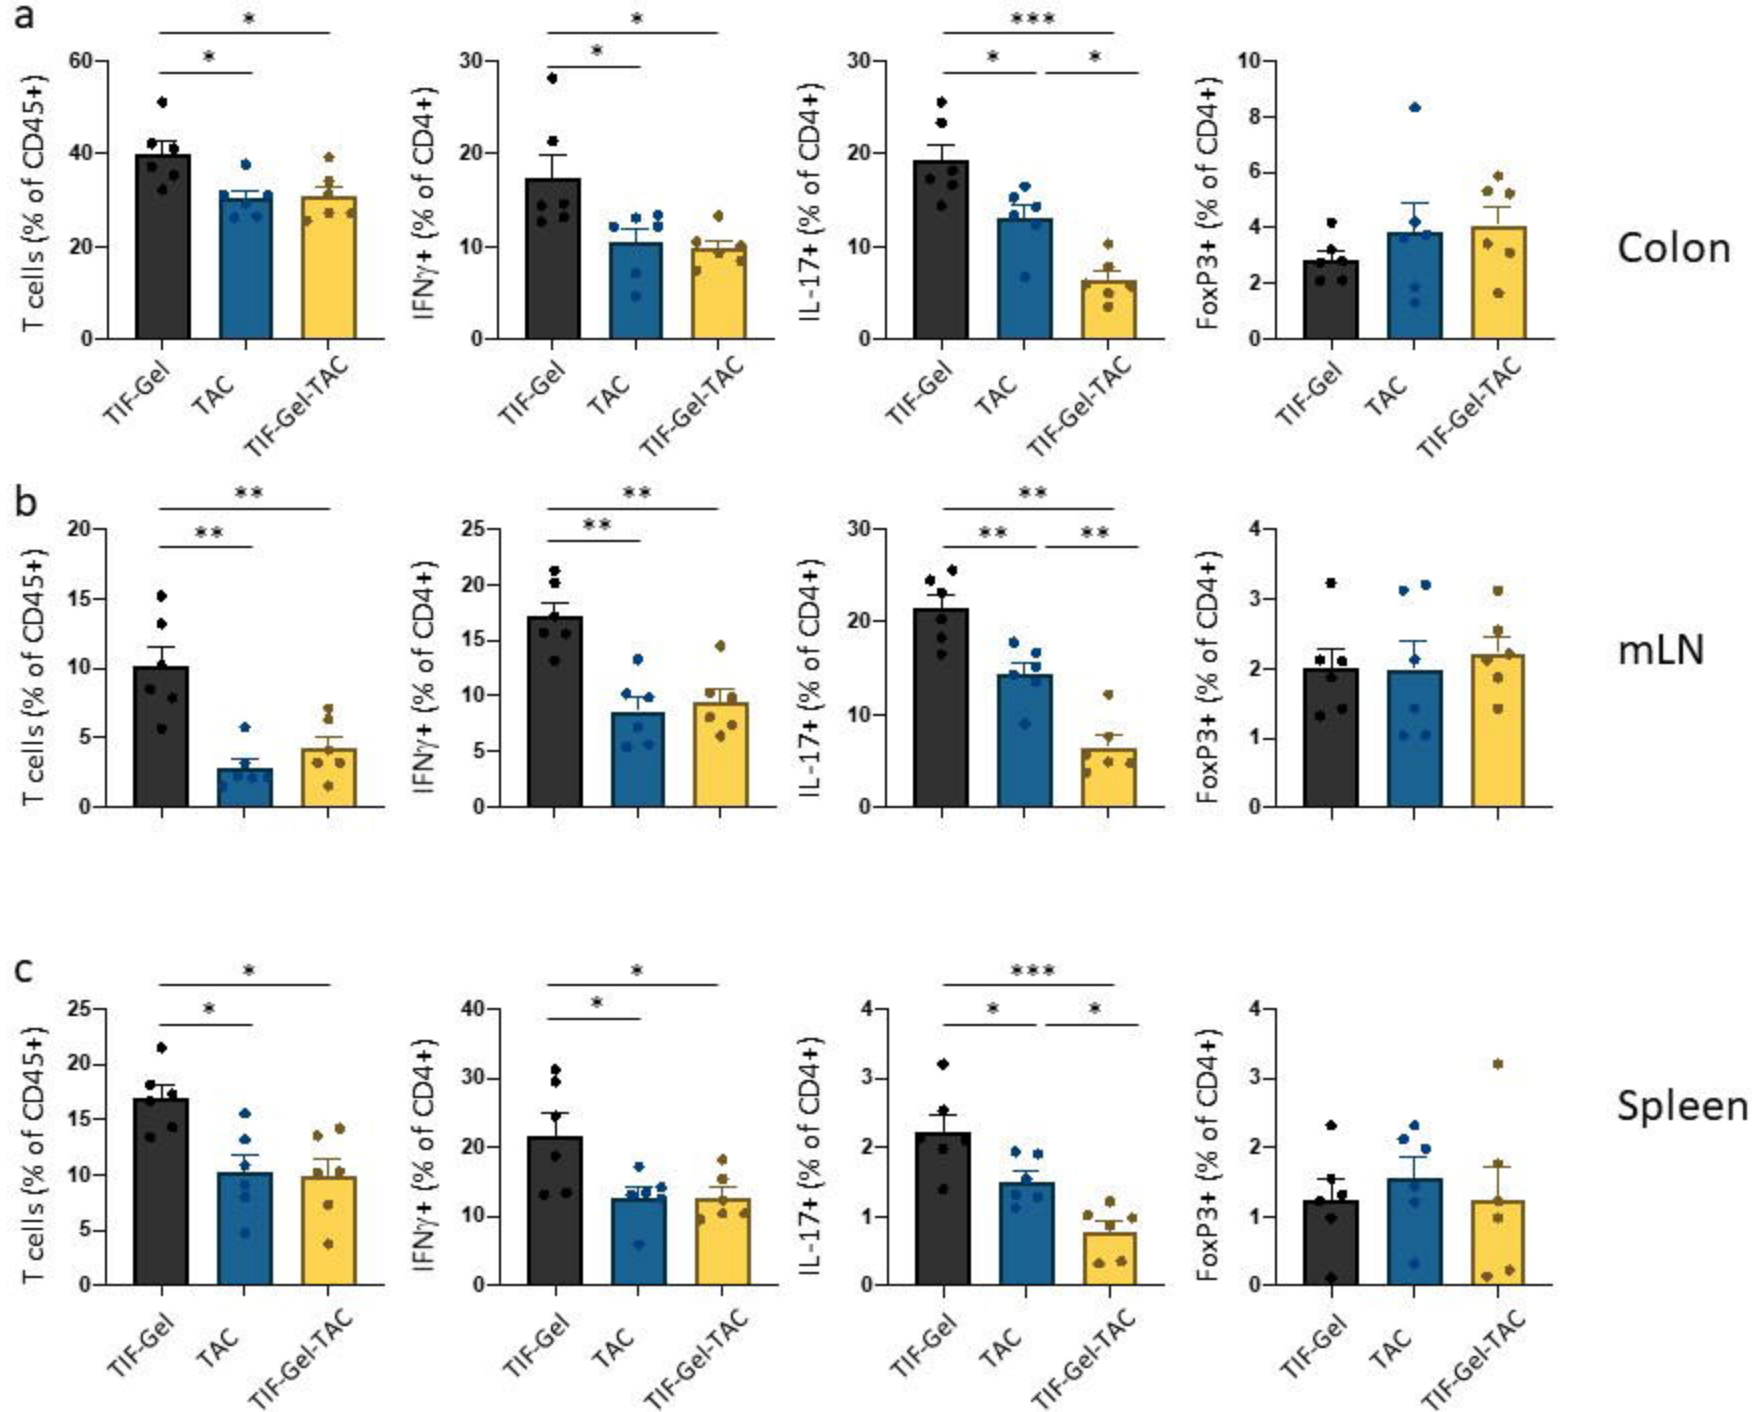 a
T cells (% of CD45+)
60
40
20
0
*
*
TIF-Gel
TAC
TIF-Gel-TAC
IFNγ+ (% of CD4+)
30
20
10
0
*
*
TIF-Gel
TAC
TIF-Gel-TAC
IL-17+ (% of CD4+)
30
20
10
0
***
*
*
TIF-Gel
TAC
TIF-Gel-TAC
FoxP3+ (% of CD4+)
10
8
6
4
2
0
TIF-Gel
TAC
TIF-Gel-TAC
Colon
b
T cells (% of CD45+)
20
15
10
5
0
**
**
IFNγ+ (% of CD4+)
25
20
15
10
5
0
**
**
IL-17+ (% of CD4+)
30
20
10
0
**
**
**
FoxP3+ (% of CD4+)
4
3
2
1
0
mLN
c
T cells (% of CD45+)
25
20
15
10
5
0
*
*
TIF-Gel
TAC
TIF-Gel-TAC
IFNγ+ (% of CD4+)
40
30
20
10
0
*
*
TIF-Gel
TAC
TIF-Gel-TAC
IL-17+ (% of CD4+)
4
3
2
1
0
***
*
*
TIF-Gel
TAC
TIF-Gel-TAC
FoxP3+ (% of CD4+)
4
3
2
1
0
TIF-Gel
TAC
TIF-Gel-TAC
Spleen